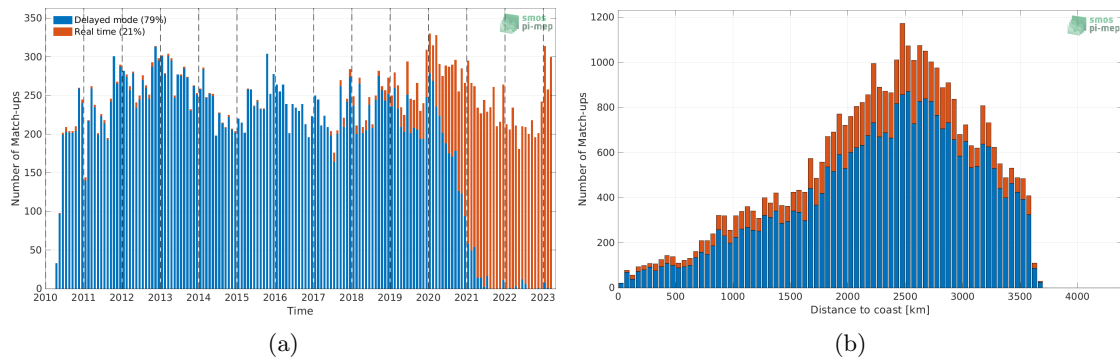 Delayed mode (79%)
Real time (21%)
smos
pi-mep
Number of Match-ups
350
300
250
200
150
100
50
0
2010 2011 2012 2013 2014 2015 2016 2017 2018 2019 2020 2021 2022 2023
Time
(a)
smos
pi-mep
Number of Match-ups
1200
1000
800
600
400
200
0
0 500 1000 1500 2000 2500 3000 3500 4000
Distance to coast [km]
(b)